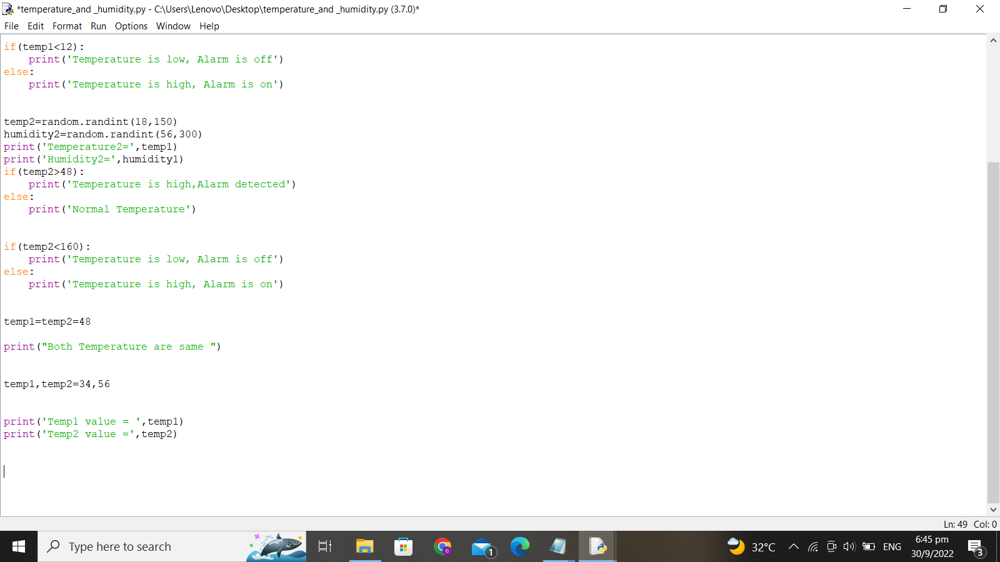 *temperature_and _humidity.py - C:\Users\Lenovo\Desktop\temperature_and _humidity.py (3.7.0)*
File Edit Format Run Options Window Help
if(temp1<12):
    print('Temperature is low, Alarm is off')
else:
    print('Temperature is high, Alarm is on')
temp2=random.randint(18,150)
humidity2=random.randint(56,300)
print('Temperature2=',temp1)
print('Humidity2=',humidity1)
if(temp2>48):
    print('Temperature is high,Alarm detected')
else:
    print('Normal Temperature')
if(temp2<160):
    print('Temperature is low, Alarm is off')
else:
    print('Temperature is high, Alarm is on')
temp1=temp2=48
print("Both Temperature are same ")
temp1,temp2=34,56
print('Temp1 value = ',temp1)
print('Temp2 value =',temp2)
Ln: 49 Col: 0
Type here to search
G
1
32°C
ENG
6:45 pm
30/9/2022
3